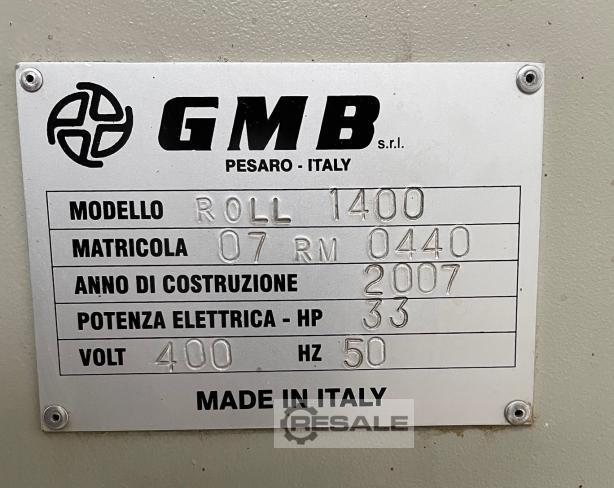 GMB s.r.l.
PESARO - ITALY
MODELLO ROLL 1400
MATRICOLA 07 RM 0440
ANNO DI COSTRUZIONE 2007
POTENZA ELETTRICA - HP 33
VOLT 400 HZ 50
MADE IN ITALY
RESALE